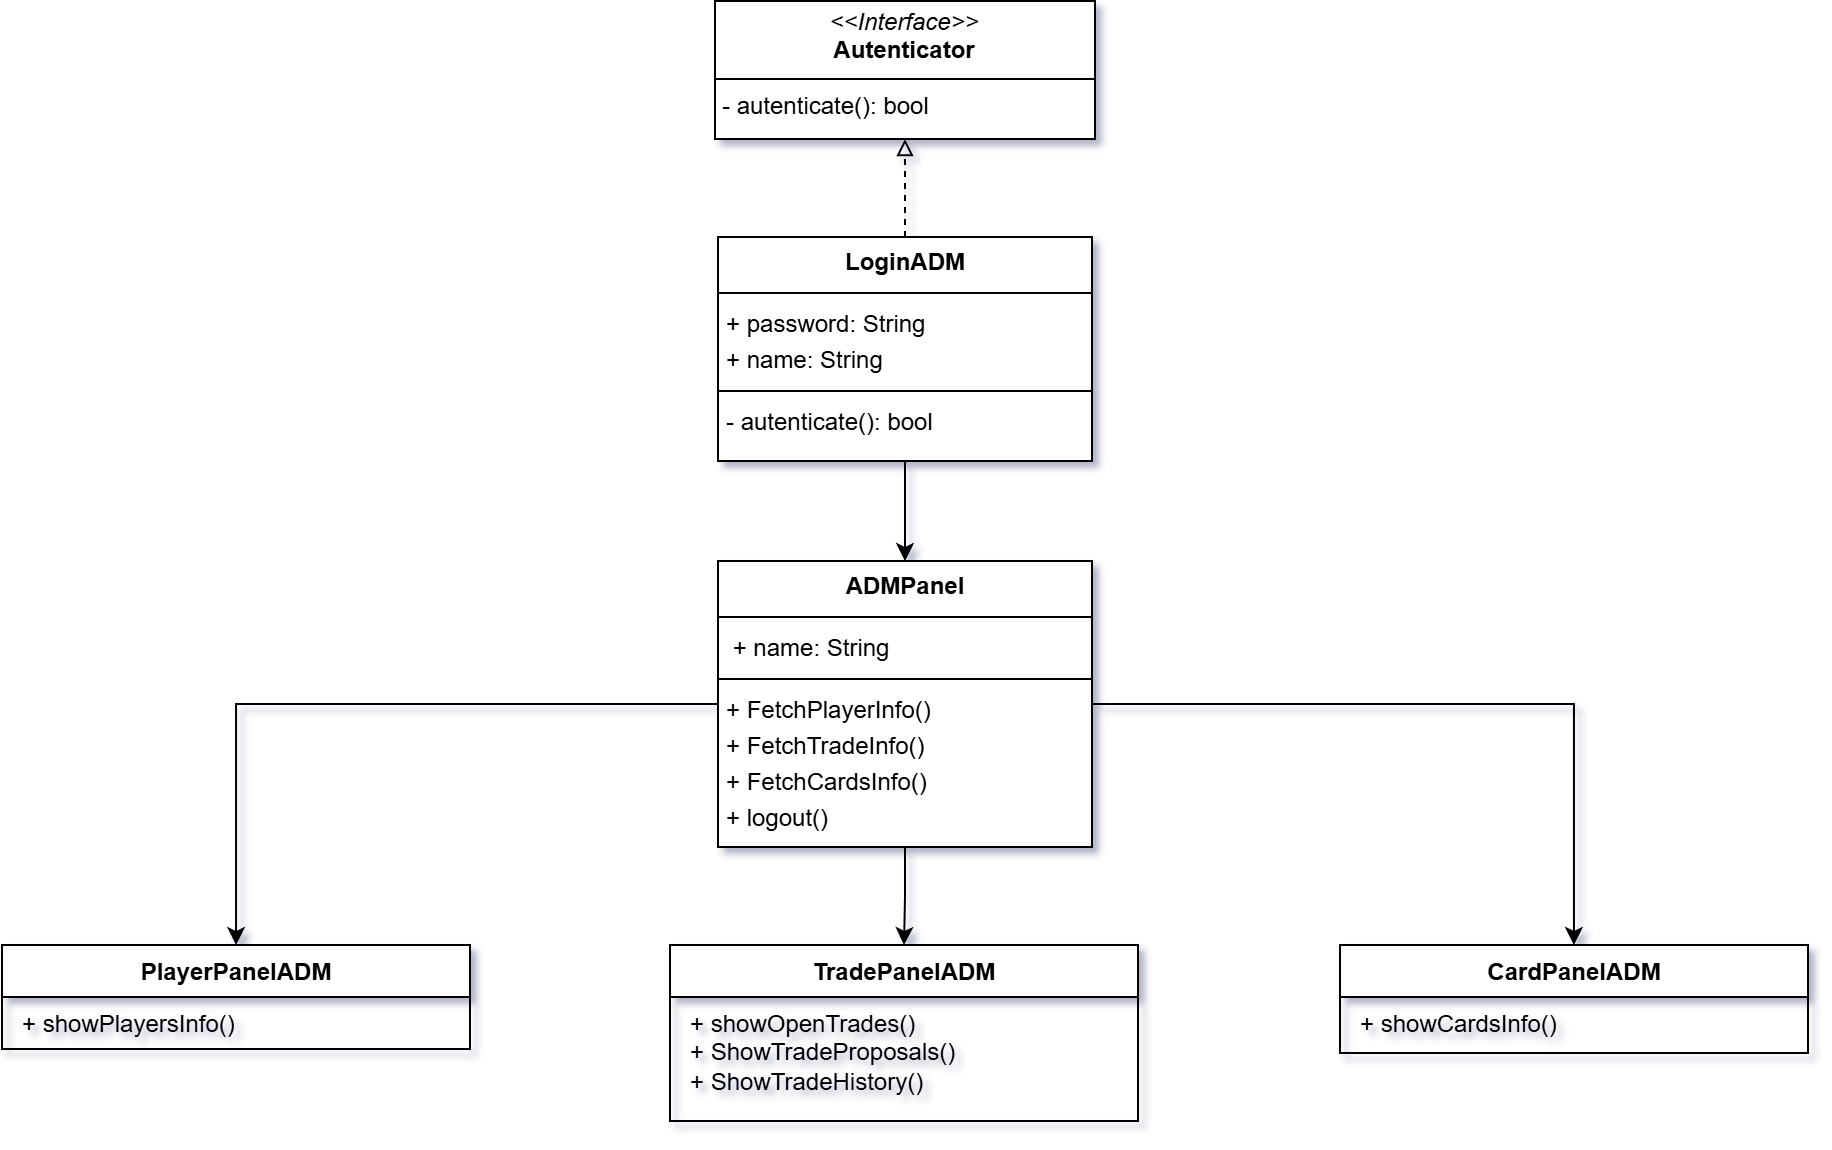 <<Interface>>
Autenticator
- autenticate(): bool
LoginADM
+ password: String
+ name: String
- autenticate(): bool
ADMPanel
+ name: String
+ FetchPlayerInfo()
+ FetchTradeInfo()
+ FetchCardsInfo()
+ logout()
PlayerPanelADM
+ showPlayersInfo()
TradePanelADM
+ showOpenTrades()
+ ShowTradeProposals()
+ ShowTradeHistory()
CardPanelADM
+ showCardsInfo()